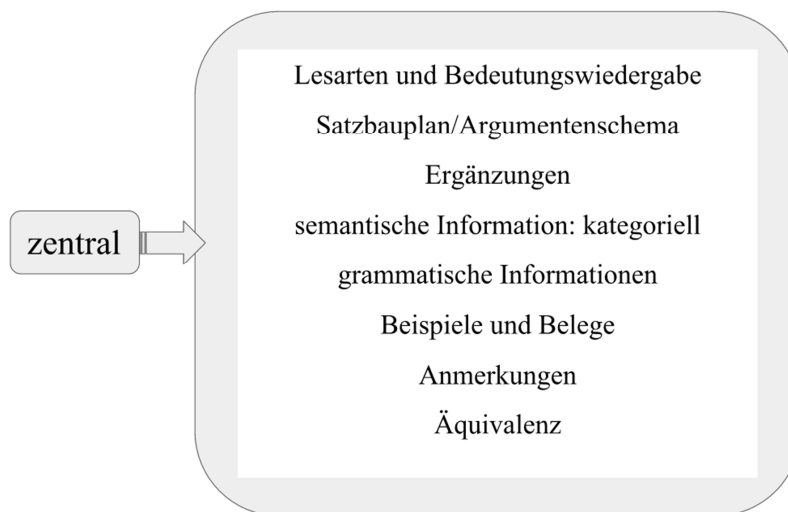 zentral
Lesarten und Bedeutungswiedergabe
Satzbauplan/Argumentenschema
Ergänzungen
semantische Information: kategoriell
grammatische Informationen
Beispiele und Belege
Anmerkungen
Äquivalenz